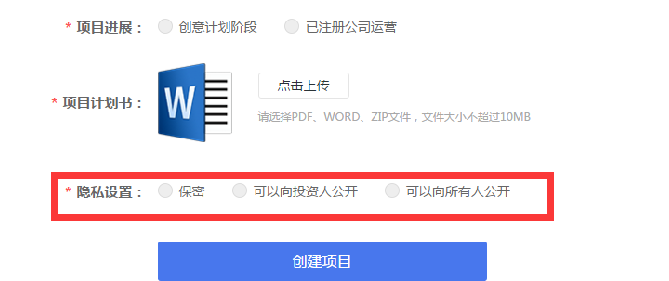 * 项目进展： 创意计划阶段 已注册公司运营
W 点击上传
* 项目计划书：
请选择PDF、WORD、ZIP文件，文件大小不超过10MB
* 隐私设置： 保密 可以向投资人公开 可以向所有人公开
创建项目